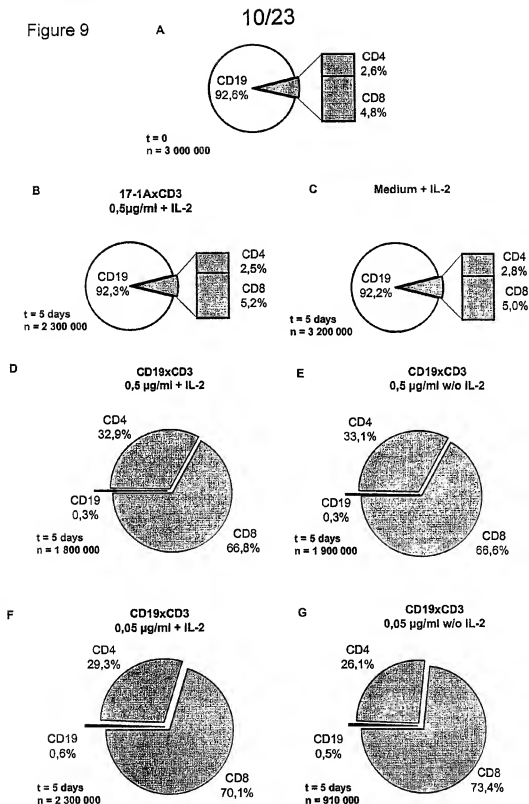 10/23
Figure 9
A
CD19
92,6%
CD4
2,6%
CD8
4,8%
t = 0
n = 3 000 000
B
17-1AxCD3
0,5µg/ml + IL-2
CD19
92,3%
CD4
2,5%
CD8
5,2%
t = 5 days
n = 2 300 000
C
Medium + IL-2
CD19
92,2%
CD4
2,8%
CD8
5,0%
t = 5 days
n = 3 200 000
D
CD19xCD3
0,5 µg/ml + IL-2
CD4
32,9%
CD19
0,3%
CD8
66,8%
t = 5 days
n = 1 800 000
E
CD19xCD3
0,5 µg/ml w/o IL-2
CD4
33,1%
CD19
0,3%
CD8
66,6%
t = 5 days
n = 1 900 000
F
CD19xCD3
0,05 µg/ml + IL-2
CD4
29,3%
CD19
0,6%
CD8
70,1%
t = 5 days
n = 2 300 000
G
CD19xCD3
0,05 µg/ml w/o IL-2
CD4
26,1%
CD19
0,5%
CD8
73,4%
t = 5 days
n = 910 000